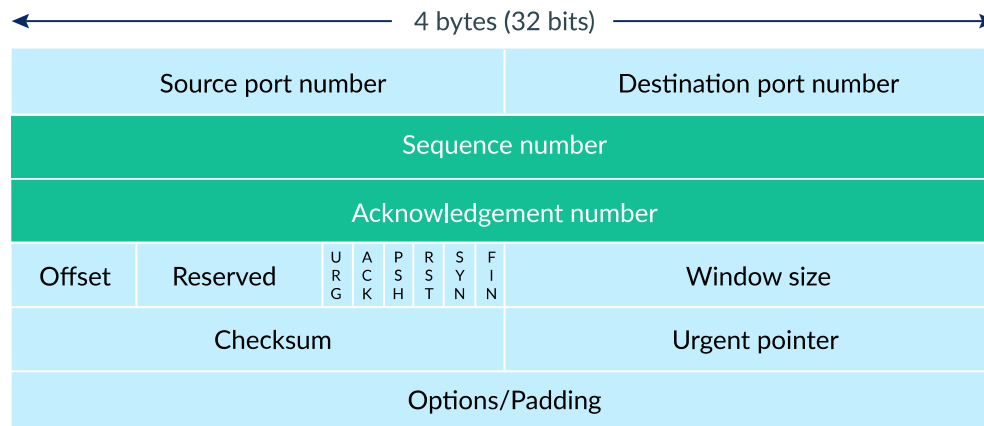 4 bytes (32 bits)
Source port number Destination port number
Sequence number
Acknowledgement number
Offset Reserved URG ACK PSH RST SYN FIN Window size
Checksum Urgent pointer
Options/Padding